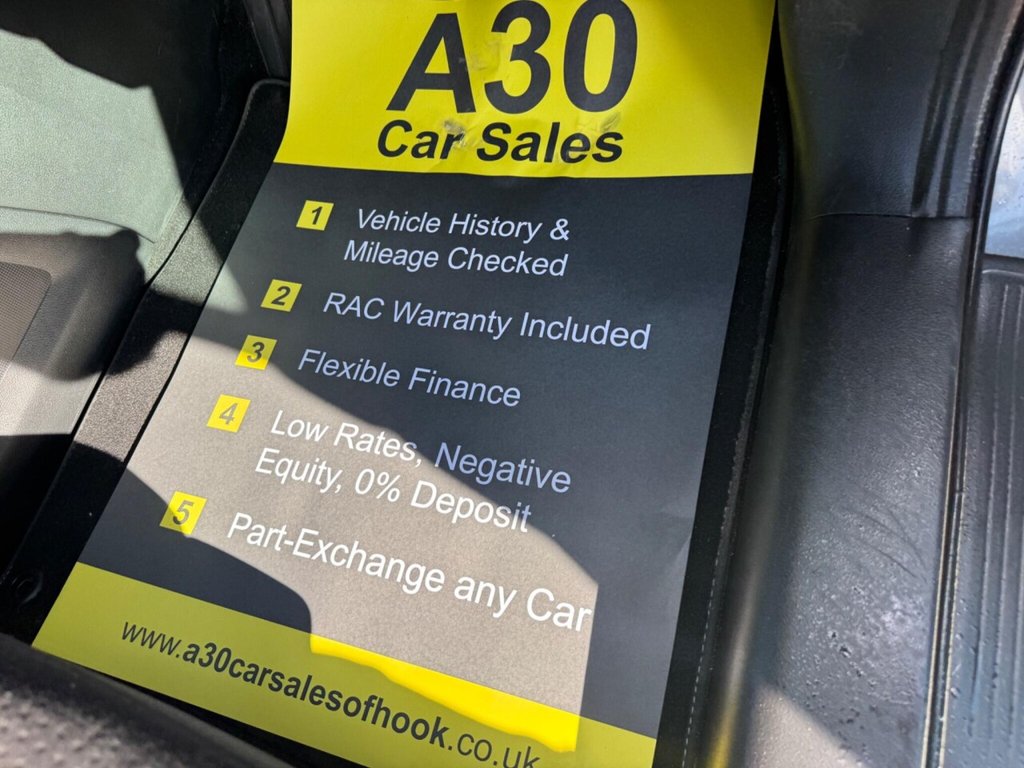 A30
Car Sales
1 Vehicle History &
Mileage Checked
2 RAC Warranty Included
3 Flexible Finance
4 Low Rates, Negative
Equity, 0% Deposit
5 Part-Exchange any Car
www.a30carsalesofhook.co.uk